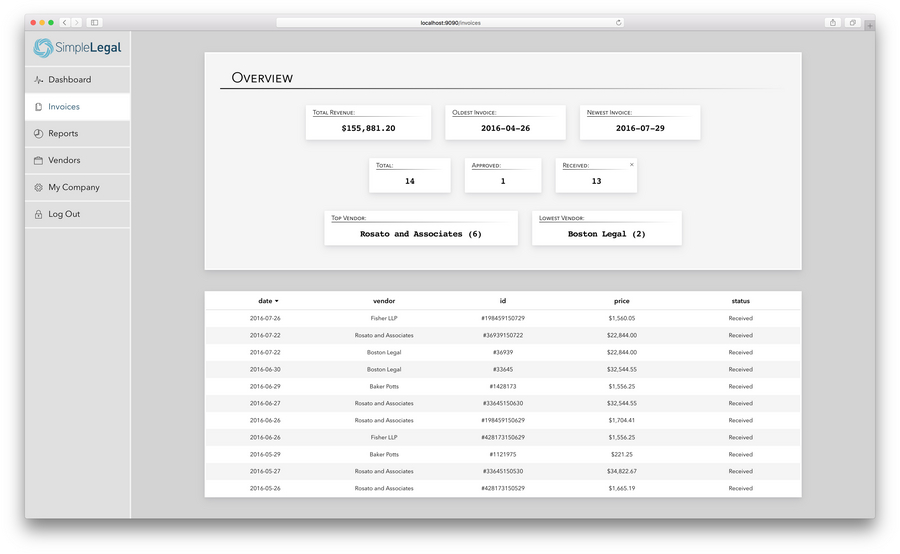 localhost:9090/invoices
SimpleLegal
Dashboard
Invoices
Reports
Vendors
My Company
Log Out
Overview
Total Revenue: Oldest Invoice: Newest Invoice:
$155,881.20 2016-04-26 2016-07-29
Total: Approved: Received: ×
14 1 13
Top Vendor: Lowest Vendor:
Rosato and Associates (6) Boston Legal (2)
date vendor id price status
2016-07-26 Fisher LLP #198459150729 $1,560.05 Received
2016-07-22 Rosato and Associates #36939150722 $22,844.00 Received
2016-07-22 Boston Legal #36939 $22,844.00 Received
2016-06-30 Boston Legal #33645 $32,544.55 Received
2016-06-29 Baker Potts #1428173 $1,556.25 Received
2016-06-27 Rosato and Associates #33645150630 $32,544.55 Received
2016-06-26 Rosato and Associates #198459150629 $1,704.41 Received
2016-06-26 Fisher LLP #428173150629 $1,556.25 Received
2016-05-29 Baker Potts #1121975 $221.25 Received
2016-05-27 Rosato and Associates #33645150530 $34,822.67 Received
2016-05-26 Rosato and Associates #428173150529 $1,665.19 Received